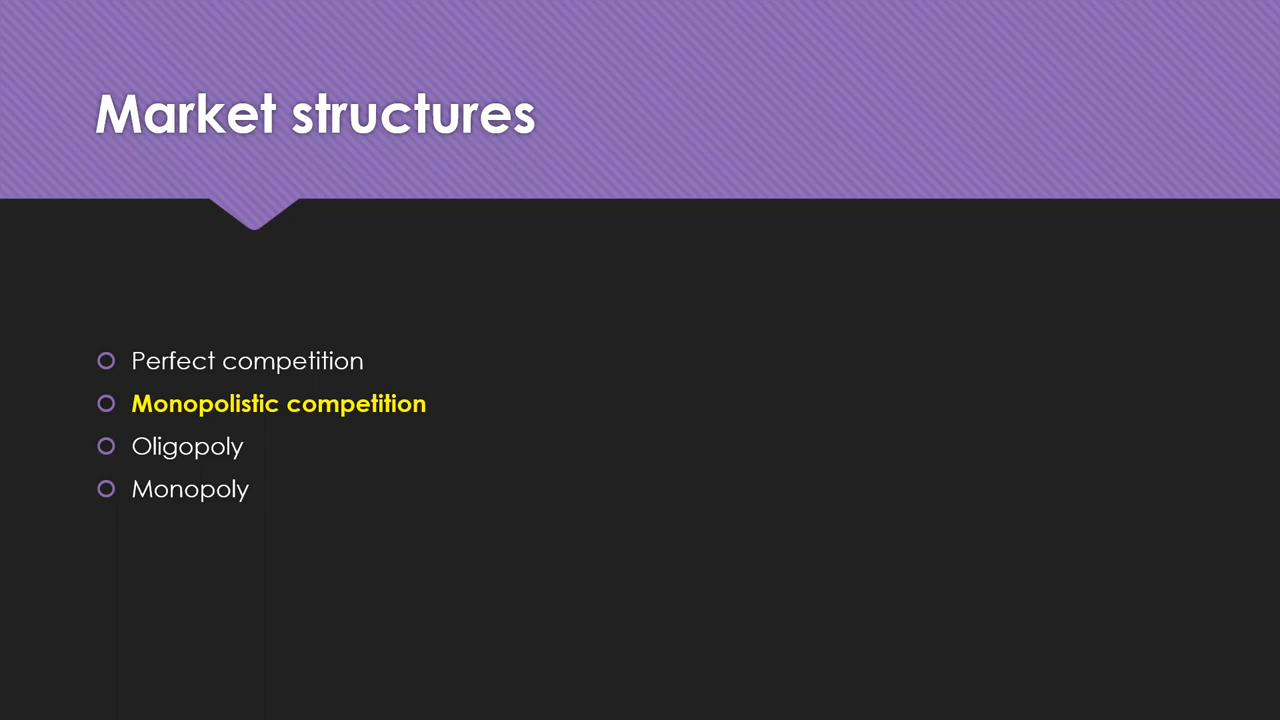 Market structures
Perfect competition
Monopolistic competition
Oligopoly
Monopoly